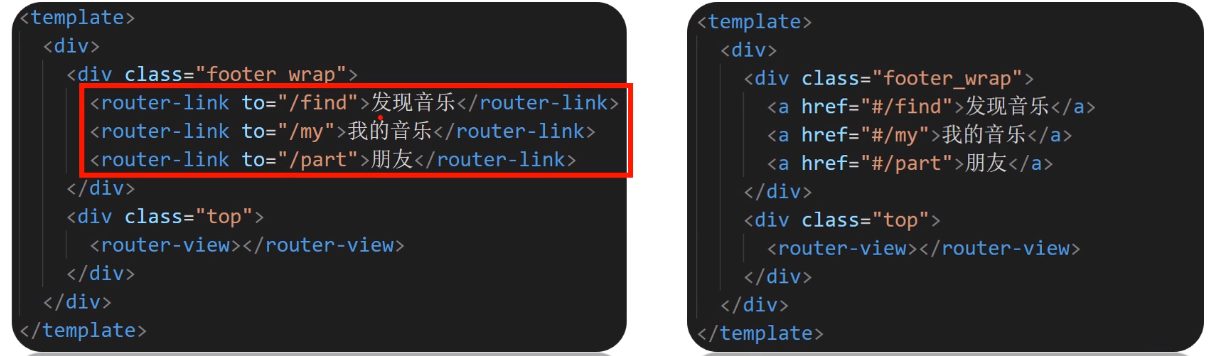 <template>
<div>
<div class="footer_wrap">
<router-link to="/find">发现音乐</router-link>
<router-link to="/my">我的音乐</router-link>
<router-link to="/part">朋友</router-link>
</div>
<div class="top">
<router-view></router-view>
</div>
</div>
</template>
<template>
<div>
<div class="footer_wrap">
<a href="#/find">发现音乐</a>
<a href="#/my">我的音乐</a>
<a href="#/part">朋友</a>
</div>
<div class="top">
<router-view></router-view>
</div>
</div>
</template>